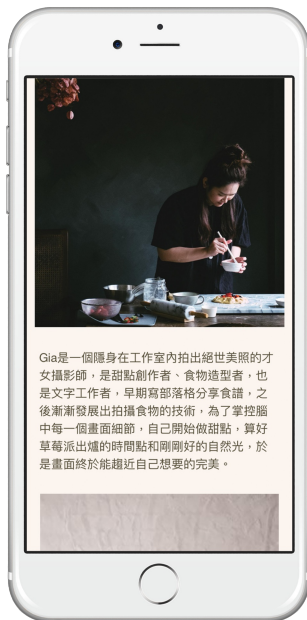 Gia是一個隱身在工作室內拍出絕世美照的才
女攝影師，是甜點創作者、食物造型者，也
是文字工作者，早期寫部落格分享食譜，之
後漸漸發展出拍攝食物的技術，為了掌控腦
中每一個畫面細節，自己開始做甜點，算好
草莓派出爐的時間點和剛剛好的自然光，於
是畫面終於能趨近自己想要的完美。